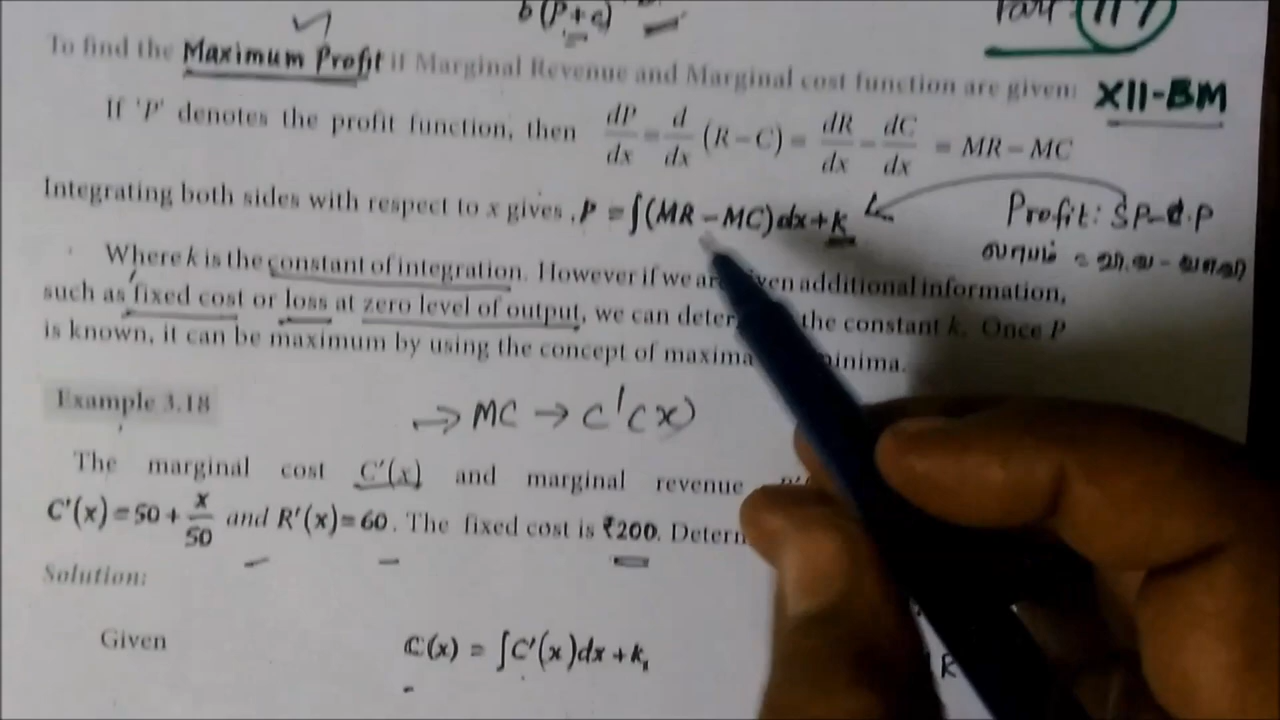 b(P+c)
Part: 117
To find the Maximum Profit if Marginal Revenue and Marginal cost function are given:
XII-BM
If 'P' denotes the profit function, then dP/dx = d/dx (R−C) = dR/dx − dC/dx = MR − MC
Integrating both sides with respect to x gives , P = ∫(MR − MC)dx + k
Profit: SP-C.P
லாபம் =
Where k is the constant of integration. However if we are given additional information,
such as fixed cost or loss at zero level of output, we can the constant k. Once P
is known, it can be maximum by using the concept of maxima minima.
Example 3.18
→ MC → C'(x)
The marginal cost C′(x) and marginal revenue
C′(x) = 50 + x/50 and R′(x) = 60. The fixed cost is ₹200.
Solution:
Given
C(x) = ∫C′(x)dx + k₁
R